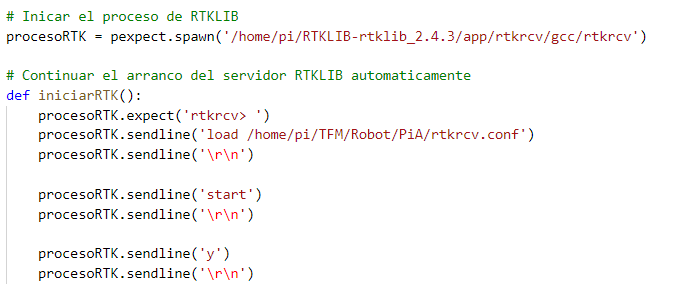 # Inicar el proceso de RTKLIB
procesoRTK = pexpect.spawn('/home/pi/RTKLIB-rtklib_2.4.3/app/rtkrcv/gcc/rtkrcv')
# Continuar el arranco del servidor RTKLIB automaticamente
def iniciarRTK():
procesoRTK.expect('rtkrcv> ')
procesoRTK.sendline('load /home/pi/TFM/Robot/PiA/rtkrcv.conf')
procesoRTK.sendline('\r\n')
procesoRTK.sendline('start')
procesoRTK.sendline('\r\n')
procesoRTK.sendline('y')
procesoRTK.sendline('\r\n')